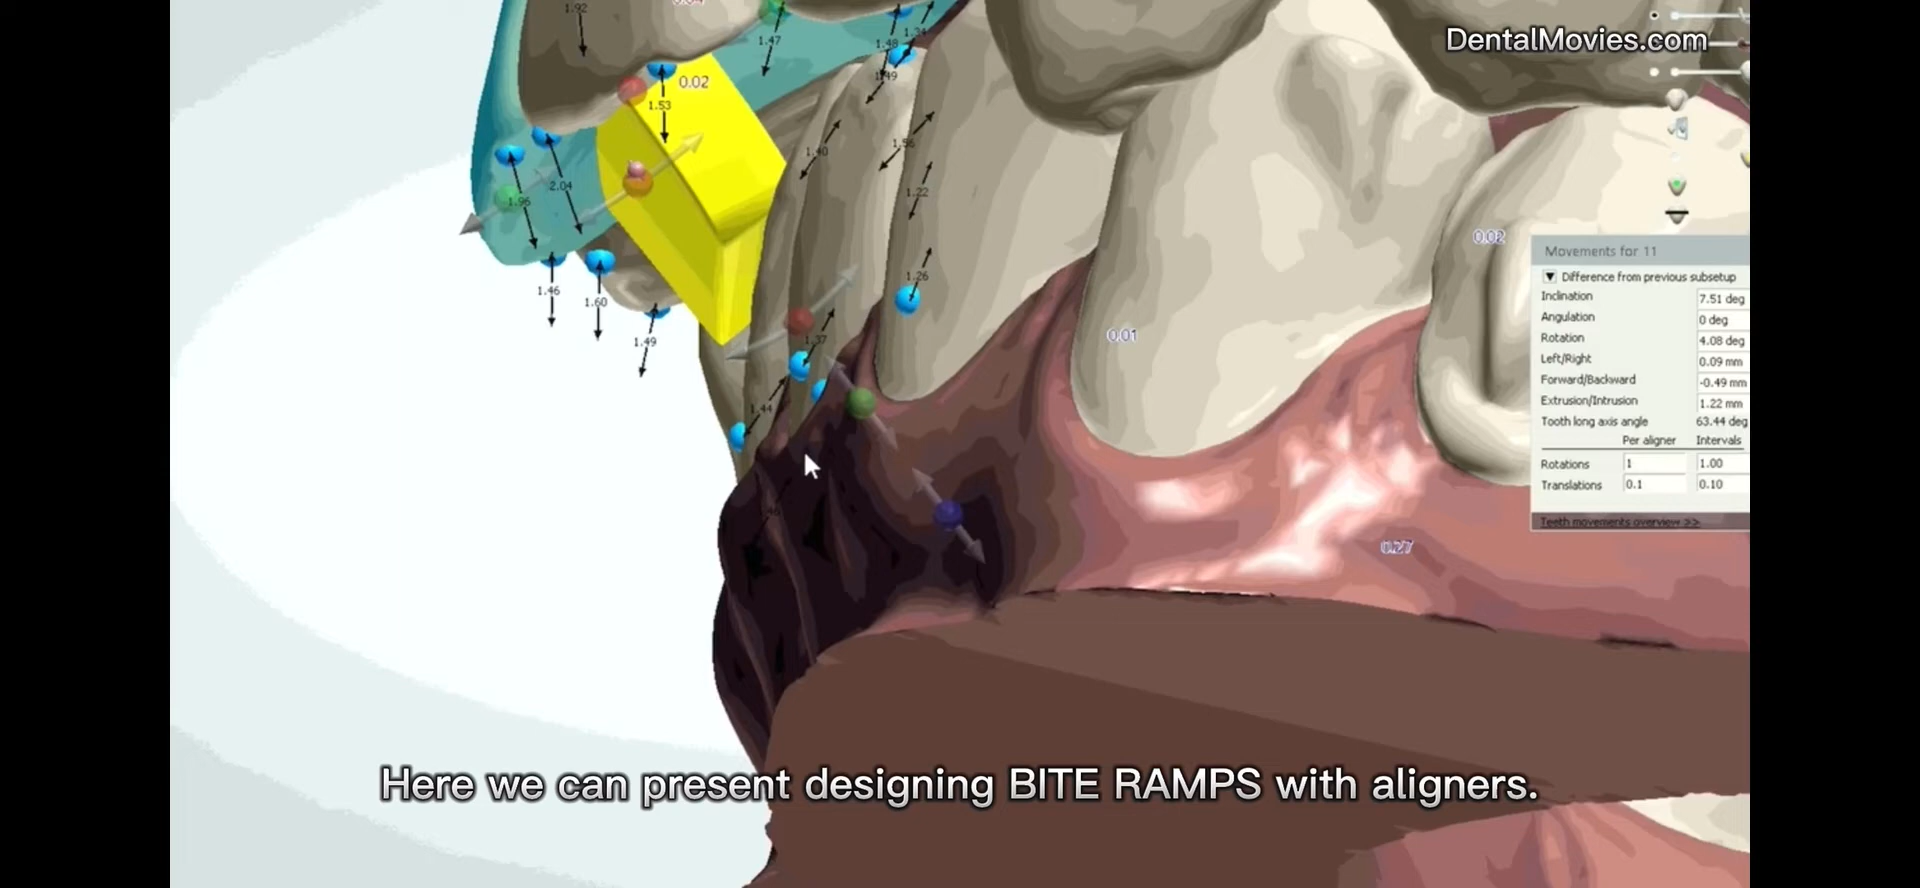 DentalMovies.com
1.92
1.47
1.48
1.34
1.49
0.02
1.53
1.40
1.56
2.04
1.96
1.22
1.26
1.46
1.60
1.49
1.37
1.44
0.02
0.01
0.27
Movements for 11
Difference from previous subsetup
Inclination 7.51 deg
Angulation 0 deg
Rotation 4.08 deg
Left/Right 0.09 mm
Forward/Backward -0.49 mm
Extrusion/Intrusion 1.22 mm
Tooth long axis angle 63.44 deg
Per aligner Intervals
Rotations 1 1.00
Translations 0.1 0.10
Teeth movements overview >>
Here we can present designing BITE RAMPS with aligners.